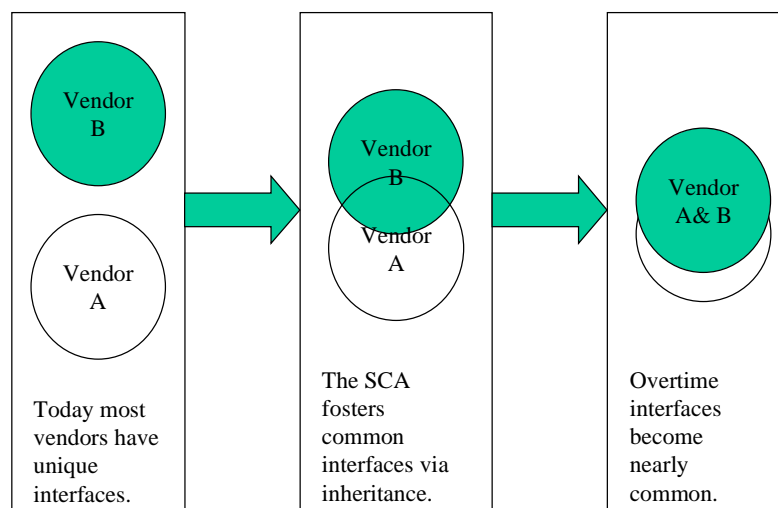 Vendor
B
Vendor
A
Today most
vendors have
unique
interfaces.
Vendor
B
Vendor
A
The SCA
fosters
common
interfaces via
inheritance.
Vendor
A& B
Overtime
interfaces
become
nearly
common.